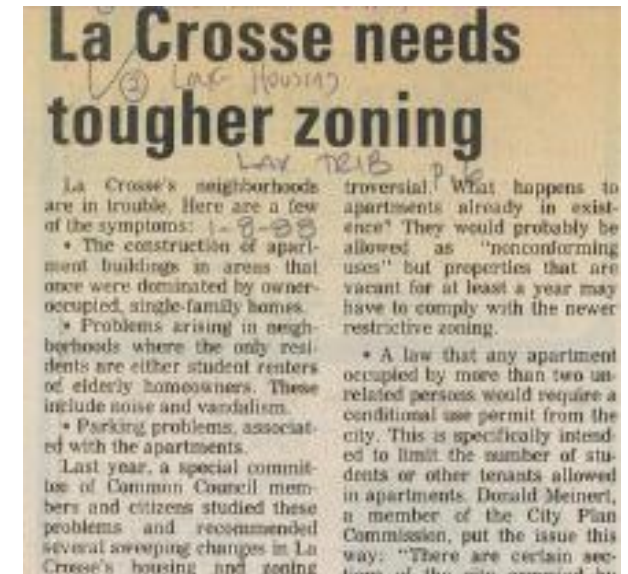 La Crosse needs
② Lax Housing
tougher zoning
LAX TRIB P. 6
La Crosse's neighborhoods
are in trouble. Here are a few
of the symptoms: 1-8-88
• The construction of apart-
ment buildings in areas that
once were dominated by owner-
occupied, single-family homes.
• Problems arising in neigh-
borhoods where the only resi-
dents are either student renters
of elderly homeowners. These
include noise and vandalism.
• Parking problems, associat-
ed with the apartments.
Last year, a special commit-
tee of Common Council mem-
bers and citizens studied these
problems and recommended
several sweeping changes in La
Crosse's housing and zoning
troversial. What happens to
apartments already in exist-
ence? They would probably be
allowed as "nonconforming
uses" but properties that are
vacant for at least a year may
have to comply with the newer
restrictive zoning.
• A law that any apartment
occupied by more than two un-
related persons would require a
conditional use permit from the
city. This is specifically intend-
ed to limit the number of stu-
dents or other tenants allowed
in apartments. Donald Meinert,
a member of the City Plan
Commission, put the issue this
way: "There are certain sec-
tions of the city occupied by